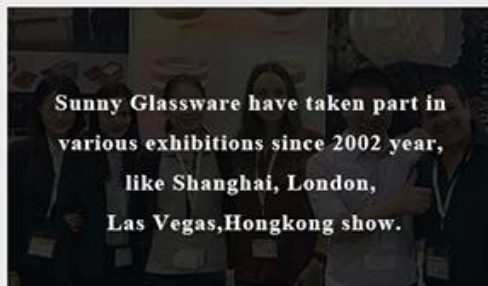 Sunny Glassware have taken part in
various exhibitions since 2002 year,
like Shanghai, London,
Las Vegas,Hongkong show.